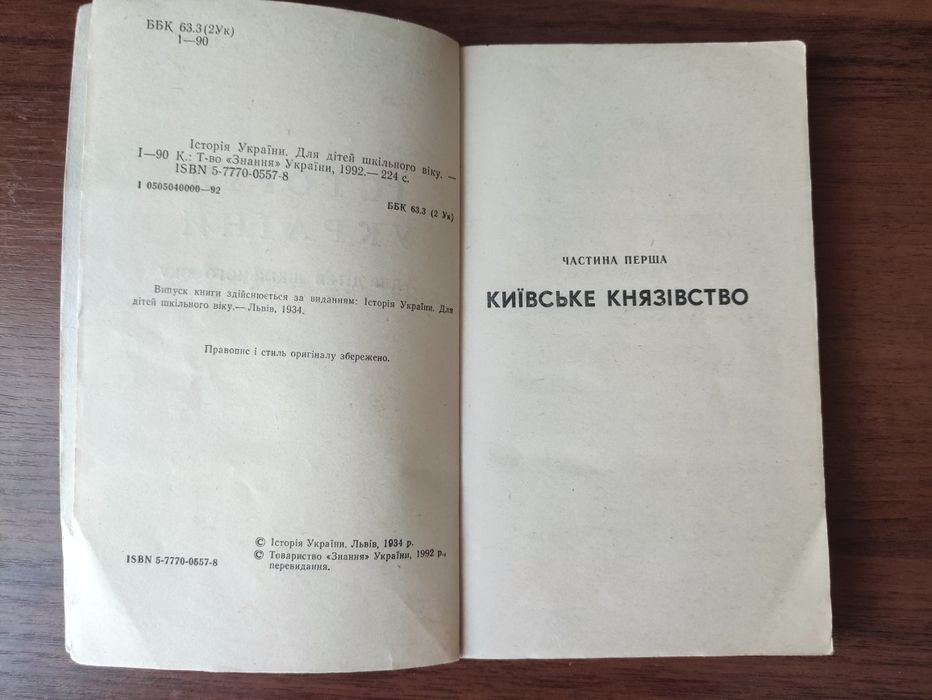 ББК 63.3(2Ук)
І—90
Історія України. Для дітей шкільного віку. —
І—90 К.: Т-во «Знання» України, 1992.— 224 с.
ISBN 5-7770-0557-8
І 0505040000—92
ББК 63.3 (2 Ук)
Випуск книги здійснюється за виданням: Історія України. Для
дітей шкільного віку.— Львів, 1934.
Правопис і стиль оригіналу збережено.
© Історія України. Львів, 1934 р.
© Товариство «Знання» України, 1992 р.,
перевидання.
ISBN 5-7770-0557-8
ЧАСТИНА ПЕРША
КИЇВСЬКЕ КНЯЗІВСТВО